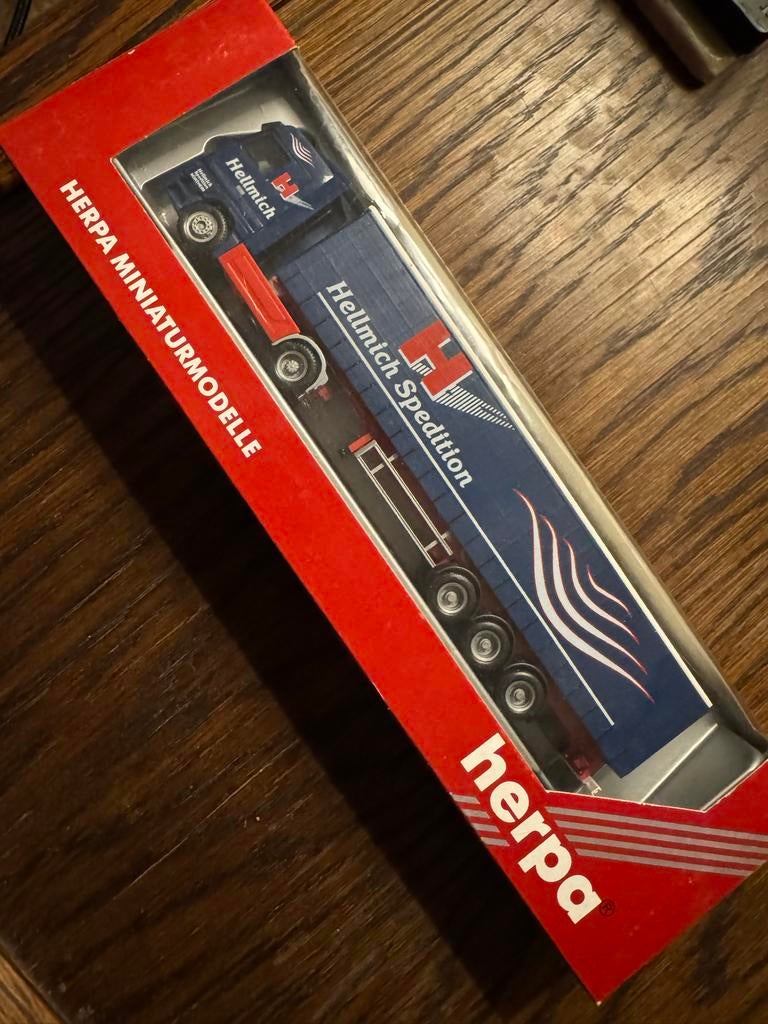 HERPA MINIATURMODELLE
Hellmich
H
Hellmich Spedition
H
herpa®